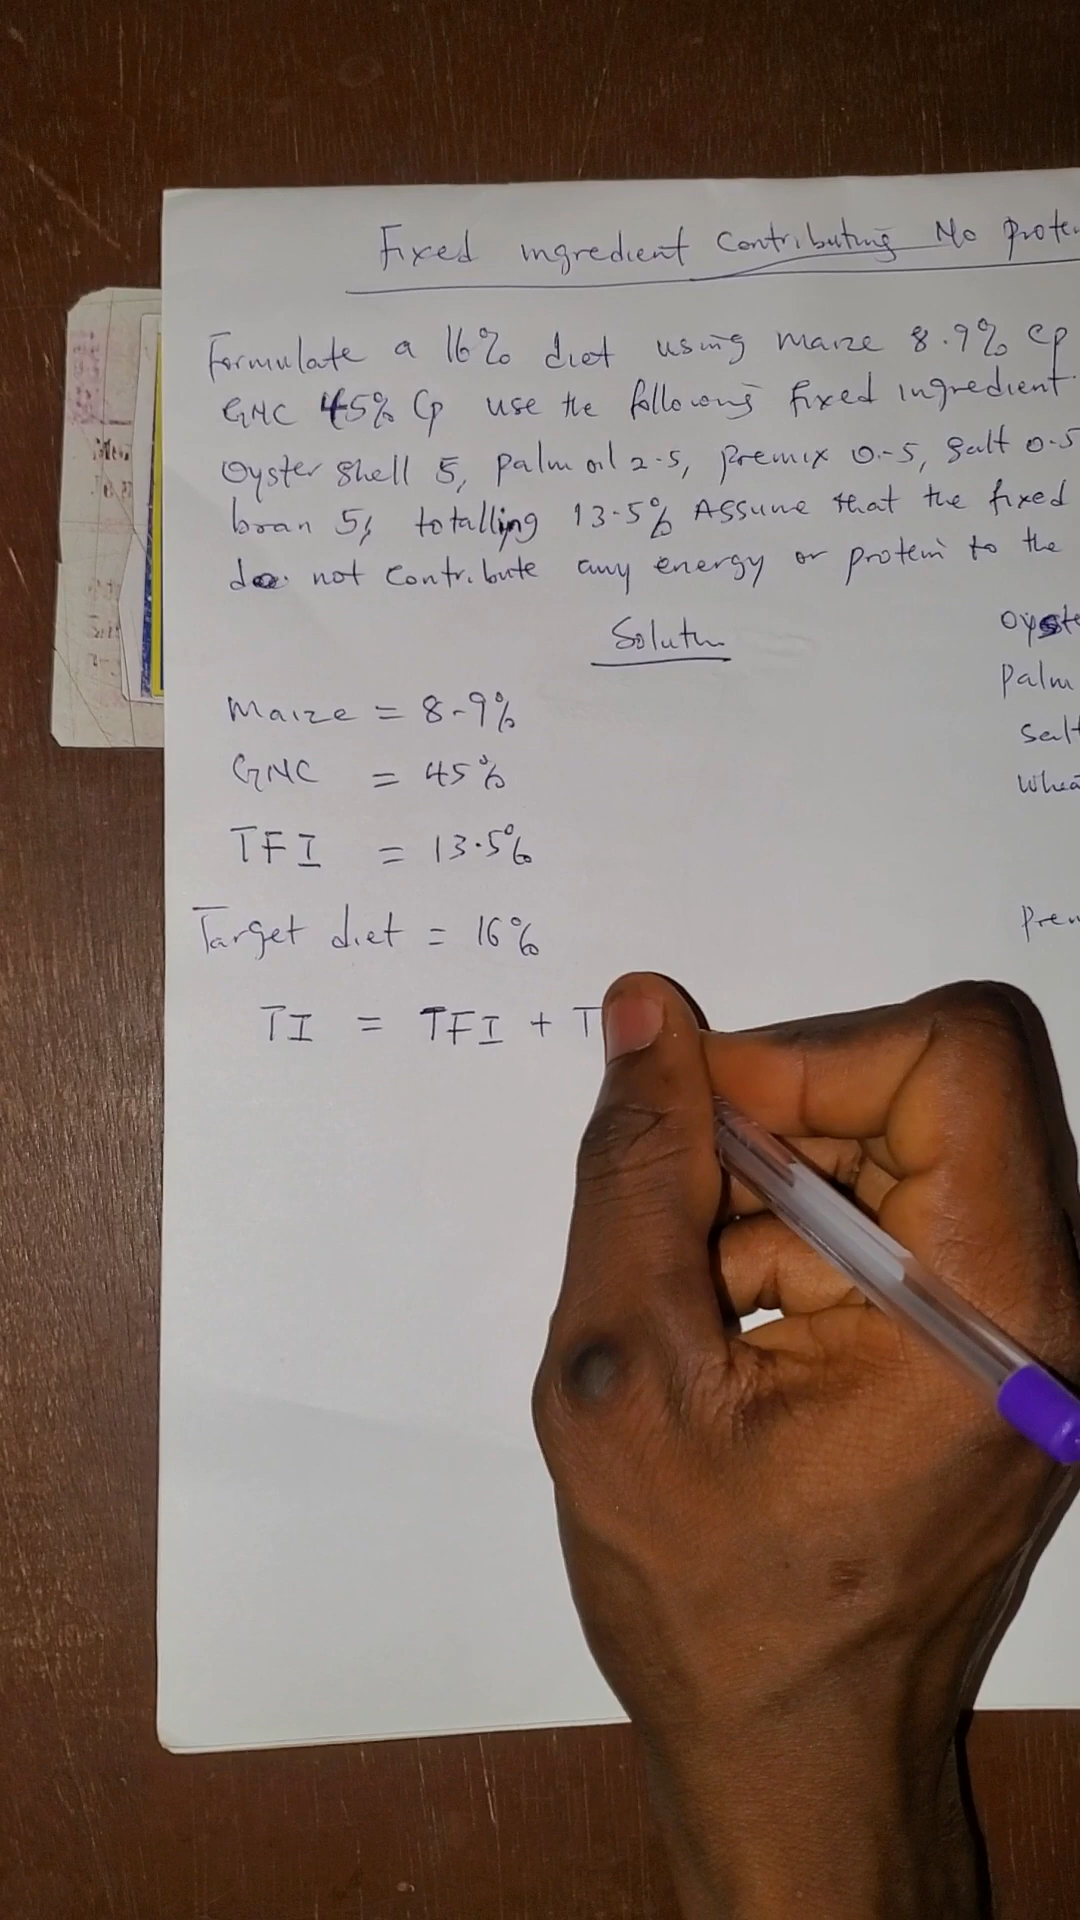 Fixed ingredient Contributing No Prote
Formulate a 16% diet using maize 8.9% cp
GNC 45% Cp use the following fixed ingredient
Oyster shell 5, palm oil 2.5, premix 0.5, salt 0.5
bran 5, totalling 13.5% Assume that the fixed
do not contribute any energy or protein to the
Solutn
Oyste
Palm
Salt
Whea
Maize = 8.9%
GNC = 45%
TFI = 13.5%
Target diet = 16%
Prem
TI = TFI + T